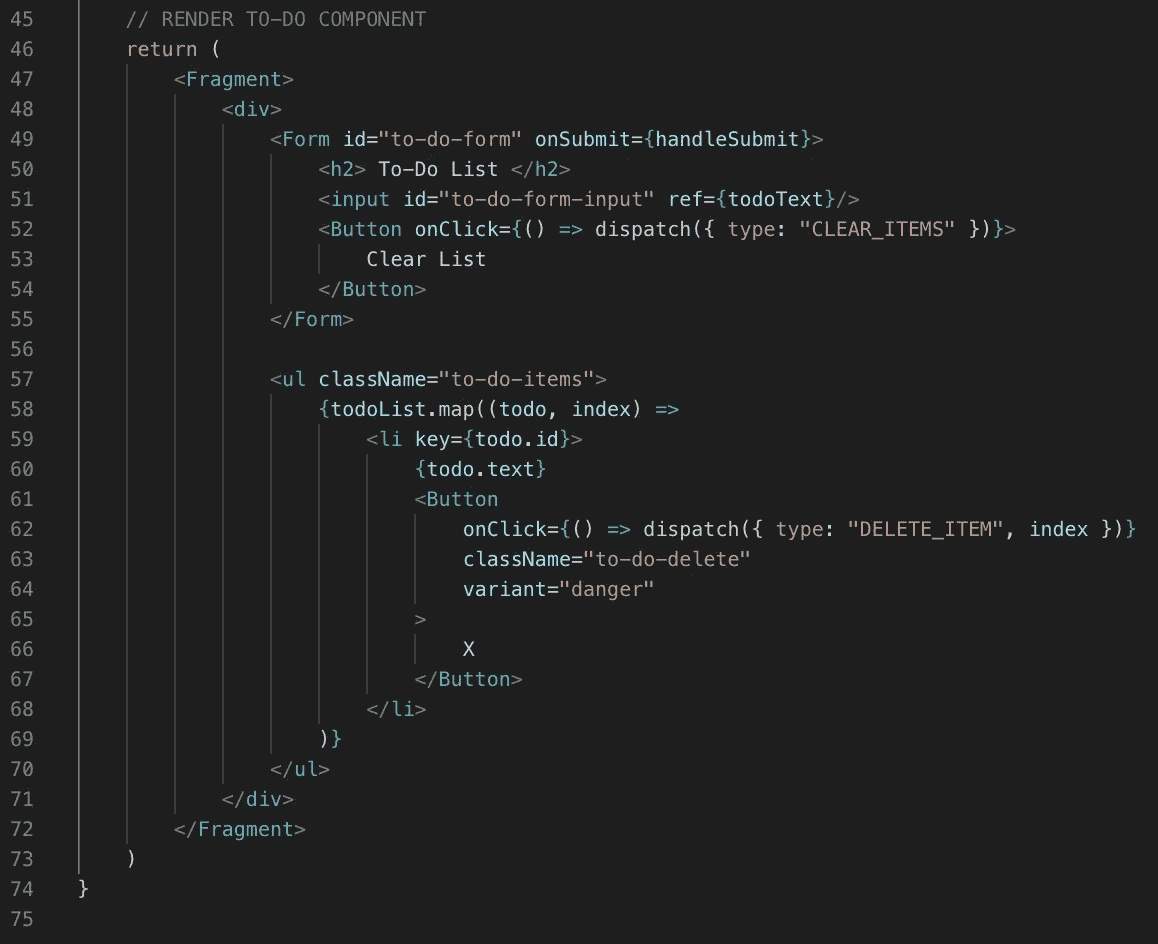 45 // RENDER TO-DO COMPONENT
46 return (
47 <Fragment>
48 <div>
49 <Form id="to-do-form" onSubmit={handleSubmit}>
50 <h2> To-Do List </h2>
51 <input id="to-do-form-input" ref={todoText}/>
52 <Button onClick={() => dispatch({ type: "CLEAR_ITEMS" })}>
53 Clear List
54 </Button>
55 </Form>
56
57 <ul className="to-do-items">
58 {todoList.map((todo, index) =>
59 <li key={todo.id}>
60 {todo.text}
61 <Button
62 onClick={() => dispatch({ type: "DELETE_ITEM", index })}
63 className="to-do-delete"
64 variant="danger"
65 >
66 X
67 </Button>
68 </li>
69 )}
70 </ul>
71 </div>
72 </Fragment>
73 )
74 }
75